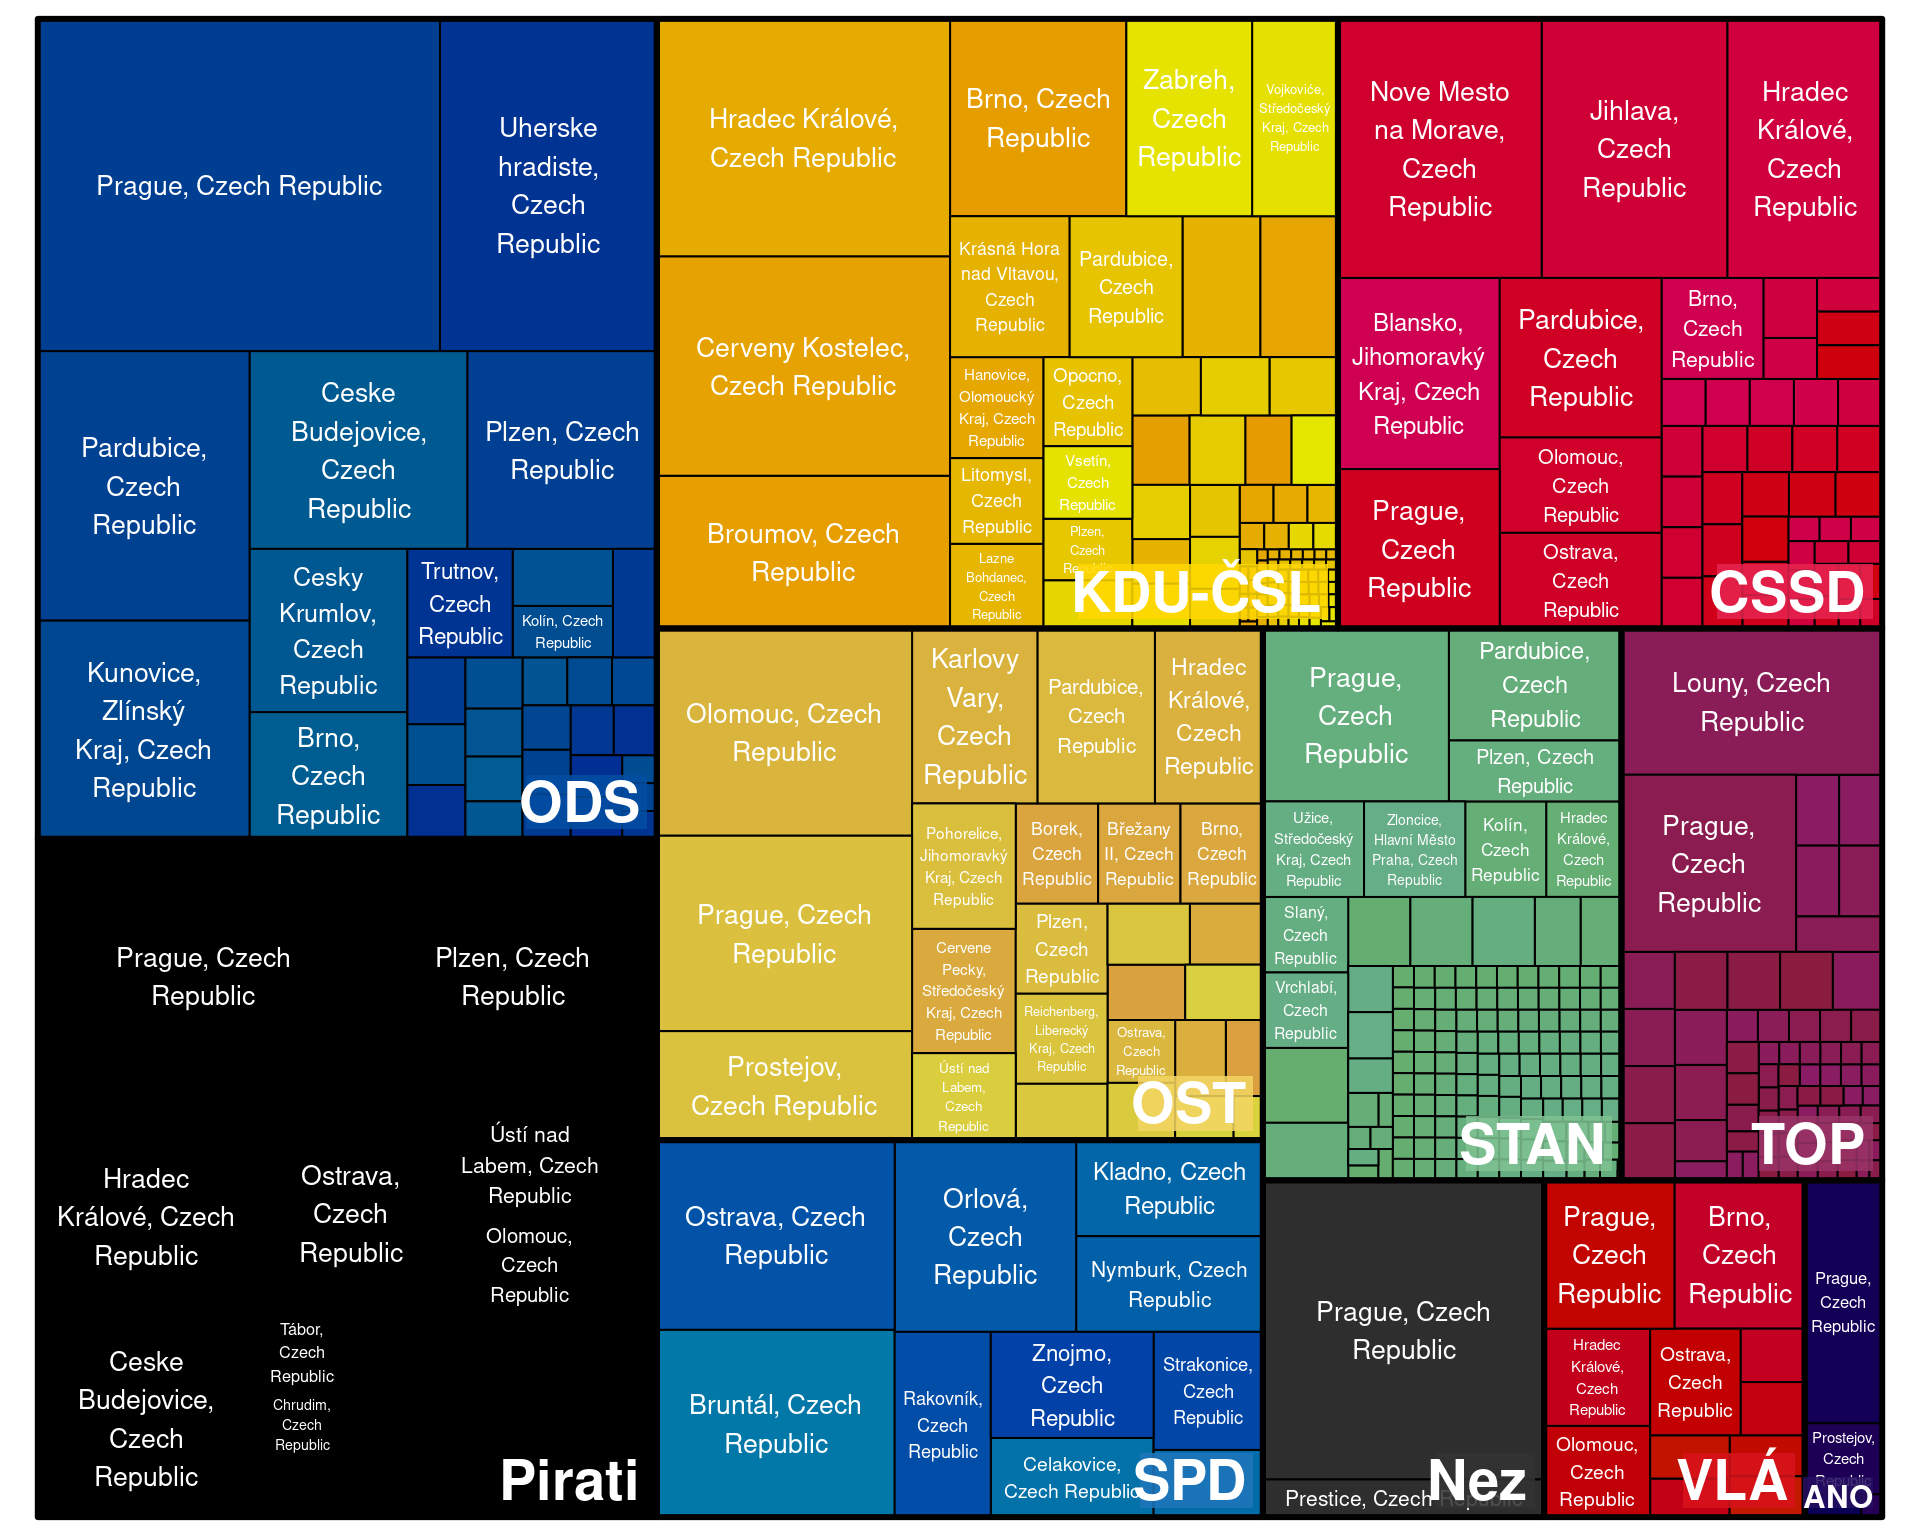 Prague, Czech Republic
Uherske
hradiste,
Czech
Republic
Pardubice,
Czech
Republic
Ceske
Budejovice,
Czech
Republic
Plzen, Czech
Republic
Kunovice,
Zlínský
Kraj, Czech
Republic
Cesky
Krumlov,
Czech
Republic
Brno,
Czech
Republic
Trutnov,
Czech
Republic
Kolín, Czech
Republic
ODS
Prague, Czech
Republic
Plzen, Czech
Republic
Hradec
Králové, Czech
Republic
Ostrava,
Czech
Republic
Ústí nad
Labem, Czech
Republic
Olomouc,
Czech
Republic
Ceske
Budejovice,
Czech
Republic
Tábor,
Czech
Republic
Chrudim,
Czech
Republic
Pirati
Hradec Králové,
Czech Republic
Cerveny Kostelec,
Czech Republic
Broumov, Czech
Republic
Brno, Czech
Republic
Zabreh,
Czech
Republic
Vojkovice,
Středočeský
Kraj, Czech
Republic
Krásná Hora
nad Vltavou,
Czech
Republic
Pardubice,
Czech
Republic
Hanovice,
Olomoucký
Kraj, Czech
Republic
Opocno,
Czech
Republic
Litomysl,
Czech
Republic
Vsetín,
Czech
Republic
Lazne
Bohdanec,
Czech
Republic
Plzen,
Czech
KDU-ČSL
Nove Mesto
na Morave,
Czech
Republic
Jihlava,
Czech
Republic
Hradec
Králové,
Czech
Republic
Blansko,
Jihomoravký
Kraj, Czech
Republic
Pardubice,
Czech
Republic
Brno,
Czech
Republic
Prague,
Czech
Republic
Olomouc,
Czech
Republic
Ostrava,
Czech
Republic
CSSD
Olomouc, Czech
Republic
Prague, Czech
Republic
Prostejov,
Czech Republic
Karlovy
Vary,
Czech
Republic
Pardubice,
Czech
Republic
Hradec
Králové,
Czech
Republic
Pohorelice,
Jihomoravký
Kraj, Czech
Republic
Borek,
Czech
Republic
Břežany
II, Czech
Republic
Brno,
Czech
Republic
Cervene
Pecky,
Středočeský
Kraj, Czech
Republic
Plzen,
Czech
Republic
Reichenberg,
Liberecký
Kraj, Czech
Republic
Ústí nad
Labem,
Czech
Republic
Ostrava,
Czech
Republic
OST
Prague,
Czech
Republic
Pardubice,
Czech
Republic
Plzen, Czech
Republic
Užice,
Středočeský
Kraj, Czech
Republic
Zloncice,
Hlavní Město
Praha, Czech
Republic
Kolín,
Czech
Republic
Hradec
Králové,
Czech
Republic
Slaný,
Czech
Republic
Vrchlabí,
Czech
Republic
STAN
Louny, Czech
Republic
Prague,
Czech
Republic
TOP
Ostrava, Czech
Republic
Bruntál, Czech
Republic
Orlová,
Czech
Republic
Kladno, Czech
Republic
Nymburk, Czech
Republic
Rakovník,
Czech
Republic
Znojmo,
Czech
Republic
Strakonice,
Czech
Republic
Celakovice,
Czech Republic
SPD
Prague, Czech
Republic
Prestice, Czech Republic
Nez
Prague,
Czech
Republic
Brno,
Czech
Republic
Hradec
Králové,
Czech
Republic
Ostrava,
Czech
Republic
Olomouc,
Czech
Republic
VLÁ
Prague,
Czech
Republic
Prostejov,
Czech
Republic
ANO